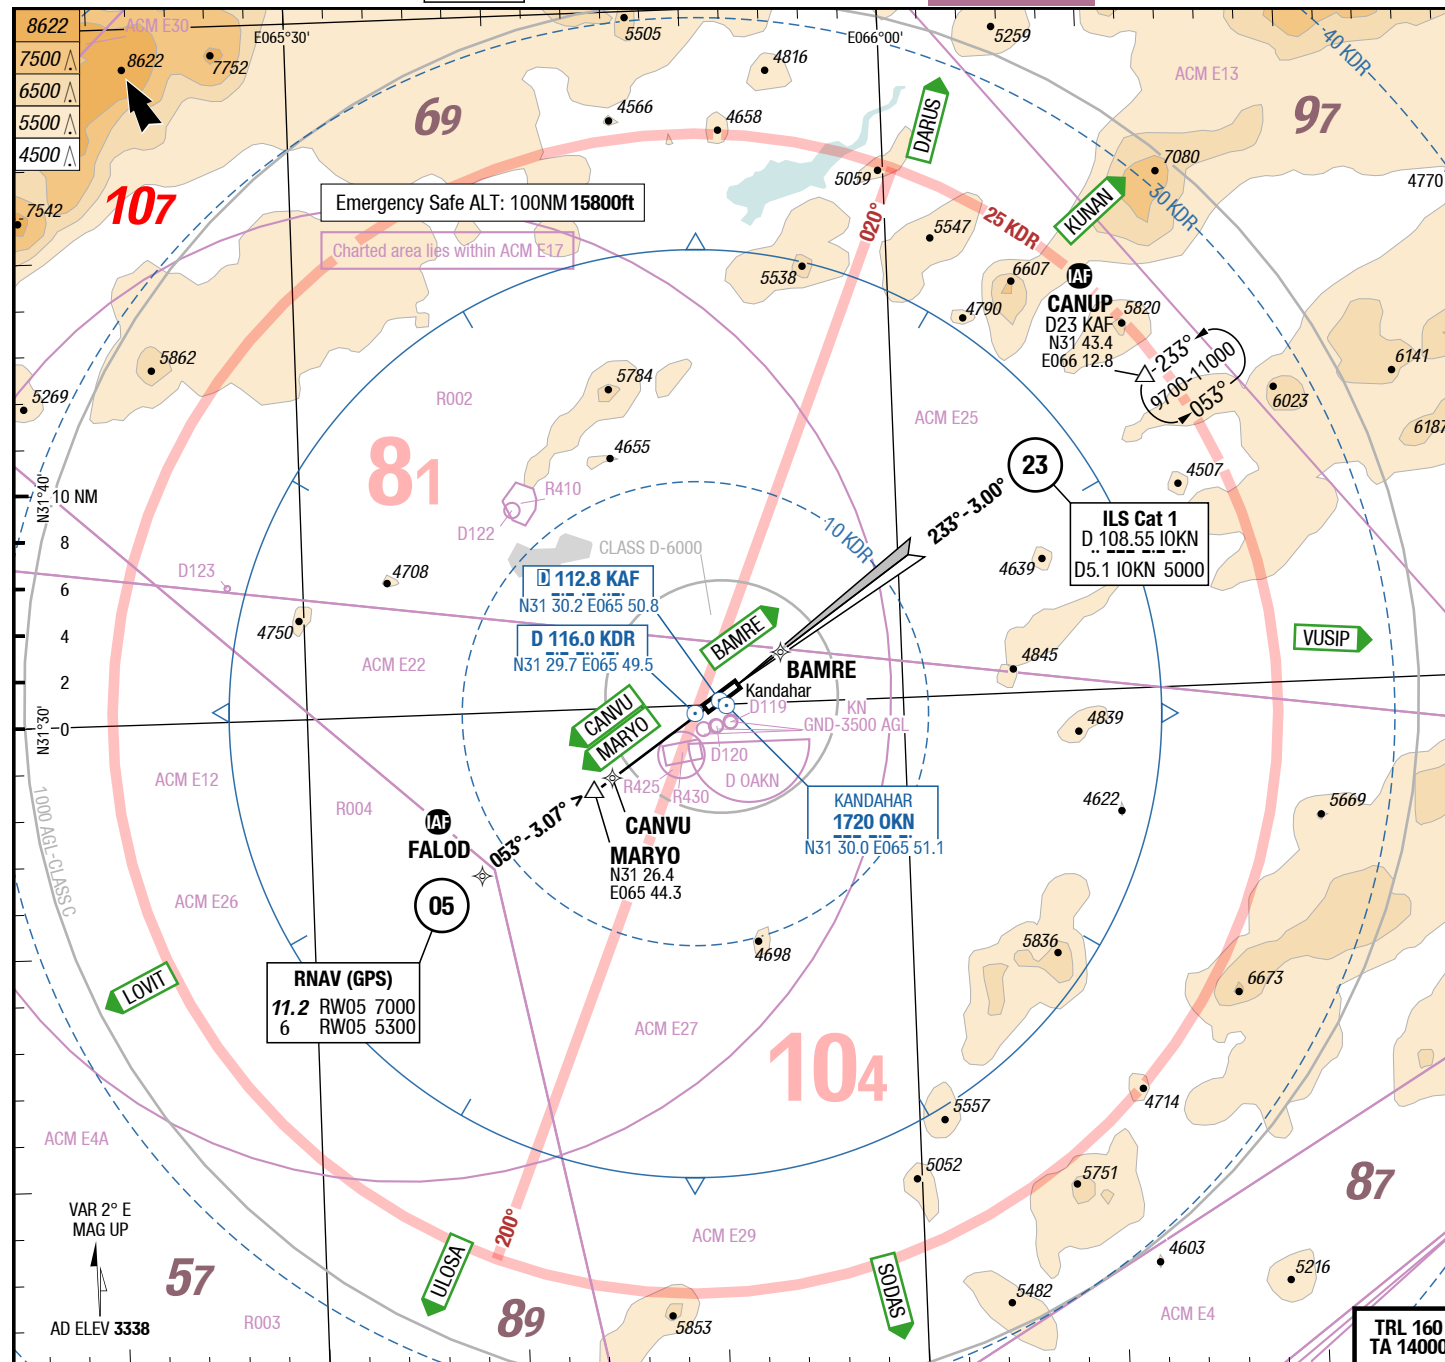 8622
7500
6500
5500
4500
ACM E30
8622
7752
E065°30'
5505
4816
E066°00'
5259
40 KDR
ACM E13
69
4566
4658
DARUS
97
7080
5059
4770
107
7542
Emergency Safe ALT: 100NM 15800ft
Charted area lies within ACM E17
020°
25 KDR
KUNAN
30 KDR
5547
5538
6607
IAF
CANUP
D23 KAF
N31 43.4
E066 12.8
4790
5820
233°
9700-11000
053°
6141
6023
6187
5862
5269
5784
R002
ACM E25
4655
81
23
4507
N31°40'
10 NM
R410
D122
233°-3.00°
ILS Cat 1
D 108.55 IOKN
D5.1 IOKN 5000
10 KDR
8
CLASS D-6000
D123
4708
D 112.8 KAF
N31 30.2 E065 50.8
4639
6
4750
D 116.0 KDR
N31 29.7 E065 49.5
BAMRE
VUSIP
4
ACM E22
BAMRE
4845
2
Kandahar
CANVU
MARYO
D119
KN
GND-3500 AGL
4839
N31°30'
0
D120
R425
R430
D OAKN
ACM E12
R004
KANDAHAR
1720 OKN
N31 30.0 E065 51.1
4622
5669
1000 AGL-CLASS C
IAF
FALOD
053°-3.07° >
CANVU
MARYO
N31 26.4
E065 44.3
ACM E26
05
4698
5836
LOVIT
RNAV (GPS)
11.2 RW05 7000
6 RW05 5300
6673
ACM E27
104
5557
4714
ACM E4A
5052
5751
87
VAR 2° E
MAG UP
200°
ULOSA
ACM E29
SODAS
4603
5216
57
5482
89
5853
ACM E4
R003
AD ELEV 3338
TRL 160
TA 14000